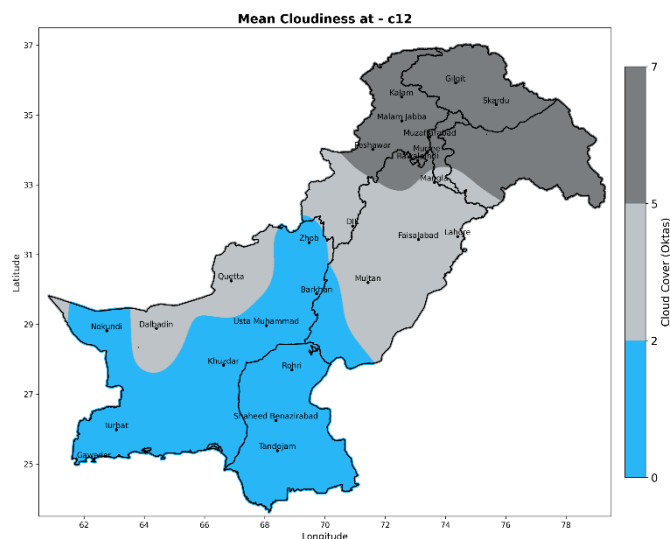 Mean Cloudiness at - c12
37
35
33
31
29
27
25
Latitude
Gilgit
Kalam
Skardu
Malam Jabba
Muzaffarabad
Peshawar
Murree
Rawalpindi
Mangla
DIK
Faisalabad
Lahore
Zhob
Quetta
Multan
Barkhan
Nokundi
Dalbadin
Usta Muhammad
Khuzdar
Rohri
Turbat
Shaheed Benazirabad
Gawadar
Tandojam
62
64
66
68
70
72
74
76
78
Longitude
7
5
2
0
Cloud Cover (Oktas)